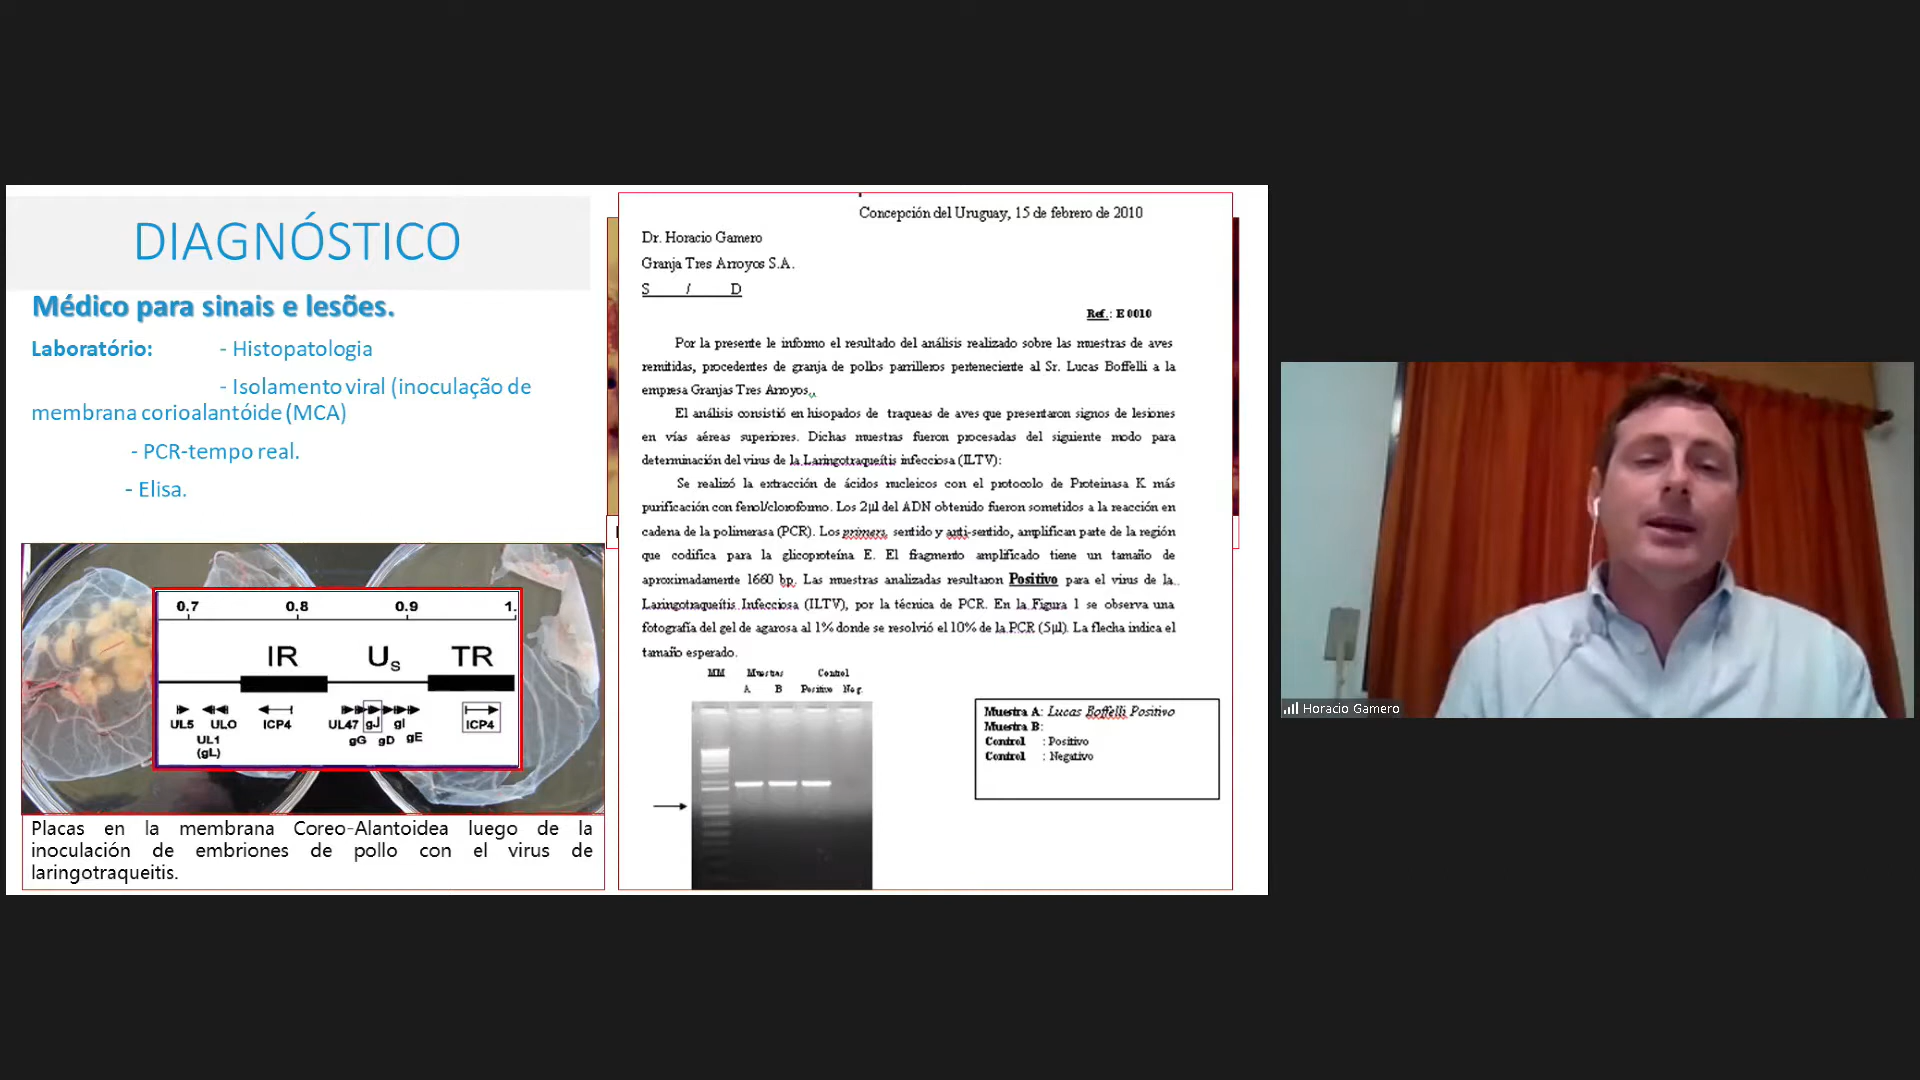 DIAGNÓSTICO
Médico para sinais e lesões.
Laboratório: - Histopatologia
- Isolamento viral (inoculação de
membrana corioalantóide (MCA)
- PCR-tempo real.
- Elisa.
0.7 0.8 0.9 1.
IR Us TR
UL5 ULO ICP4 UL47 gJ gI ICP4
UL1 gG gD gE
(gL)
Placas en la membrana Coreo-Alantoidea luego de la
inoculación de embriones de pollo con el virus de
laringotraqueitis.
Concepción del Uruguay, 15 de febrero de 2010
Dr. Horacio Gamero
Granja Tres Arroyos S.A.
S / D
Ref.: E 0010
Por la presente le informo el resultado del análisis realizado sobre las muestras de aves
remitidas, procedentes de granja de pollos parrilleros perteneciente al Sr. Lucas Boffelli a la
empresa Granjas Tres Arroyos.
El análisis consistió en hisopados de traqueas de aves que presentaron signos de lesiones
en vías aéreas superiores. Dichas muestras fueron procesadas del siguiente modo para
determinación del virus de la Laringotraqueítis infecciosa (ILTV):
Se realizó la extracción de ácidos nucleicos con el protocolo de Proteinasa K más
purificación con fenol/cloroformo. Los 2µl del ADN obtenido fueron sometidos a la reacción en
cadena de la polimerasa (PCR). Los primers, sentido y anti-sentido, amplifican parte de la región
que codifica para la glicoproteína E. El fragmento amplificado tiene un tamaño de
aproximadamente 1660 bp. Las muestras analizadas resultaron Positivo para el virus de la
Laringotraqueítis Infecciosa (ILTV), por la técnica de PCR. En la Figura 1 se observa una
fotografía del gel de agarosa al 1% donde se resolvió el 10% de la PCR (5µl). La flecha indica el
tamaño esperado.
MM Muestras Control
A B Positivo Neg.
Muestra A: Lucas Boffelli Positivo
Muestra B:
Control : Positivo
Control : Negativo
Horacio Gamero